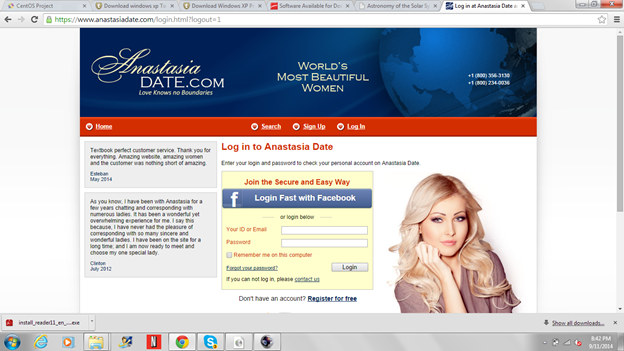 CentOS Project
Download windows xp T
Download Windows XP P
Software Available for Do
Astronomy of the Solar S
Log in at Anastasia Date a
https://www.anastasiadate.com/login.html?logout=1
Anastasia
DATE.COM
Love Knows no Boundaries
WORLD'S
MOST BEAUTIFUL
WOMEN
+1 (800) 356-3130
+1 (800) 234-0036
Home
Search
Sign Up
Log In
Textbook perfect customer service. Thank you for
everything. Amazing website, amazing women
and the customer was nothing short of amazing.
Esteban
May 2014
As you know, I have been with Anastasia for a
few years chatting and corresponding with
numerous ladies. It has been a wonderful yet
overwhelming experience for me. I say this
because, I have never had the pleasure of
corresponding with so many sincere and
wonderful ladies. I have been on the site for a
long time; and I am now ready to meet and
choose my one special lady.
Clinton
July 2012
Log in to Anastasia Date
Enter your login and password to check your personal account on Anastasia Date.
Join the Secure and Easy Way
f Login Fast with Facebook
or login below
Your ID or Email
Password
Remember me on this computer
Forgot your password?
Login
If you can not log in, please contact us
Don't have an account? Register for free
install_reader11_en_...exe
Show all downloads...
8:42 PM
9/11/2014